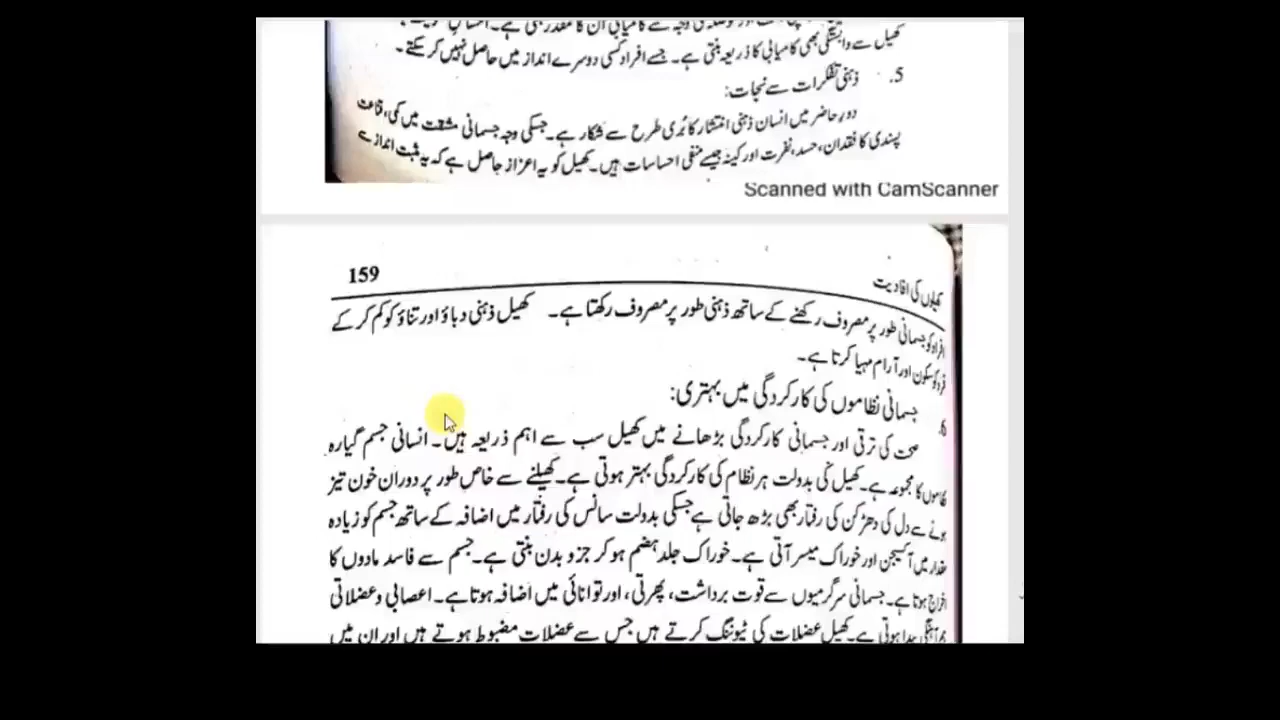 کھیل سے وابستگی بھی کامیابی کا ذریعہ بنتی ہے۔ جسے افراد کسی دوسرے انداز میں حاصل نہیں کر سکتے۔
5. ذہنی تفکرات سے نجات:
دورِ حاضر میں انسان ذہنی انتشار کا بُری طرح سے شکار ہے۔ جسکی وجہ جسمانی مشقت میں کمی، قناعت
پسندی کا فقدان، حسد، نفرت اور کینہ جیسے منفی احساسات ہیں۔ کھیل کو یہ اعزاز حاصل ہے کہ یہ مثبت انداز سے
Scanned with CamScanner
159
کھیلوں کی افادیت
افراد کو جسمانی طور پر مصروف رکھنے کے ساتھ ذہنی طور پر مصروف رکھتا ہے۔ کھیل ذہنی دباؤ اور تناؤ کو کم کر کے
فرد کو سکون اور آرام مہیا کرتا ہے۔
6. جسمانی نظاموں کی کارکردگی میں بہتری:
صحت کی ترقی اور جسمانی کارکردگی بڑھانے میں کھیل سب سے اہم ذریعہ ہیں۔ انسانی جسم گیارہ
نظاموں کا مجموعہ ہے۔ کھیل کی بدولت ہر نظام کی کارکردگی بہتر ہوتی ہے۔ کھیلنے سے خاص طور پر دوران خون تیز
ہونے سے دل کی دھڑکن کی رفتار بھی بڑھ جاتی ہے جسکی بدولت سانس کی رفتار میں اضافہ کے ساتھ جسم کو زیادہ
مقدار میں آکسیجن اور خوراک میسر آتی ہے۔ خوراک جلد ہضم ہو کر جزو بدن بنتی ہے۔ جسم سے فاسد مادوں کا
اخراج ہوتا ہے۔ جسمانی سرگرمیوں سے قوت برداشت، پھرتی، اور توانائی میں اضافہ ہوتا ہے۔ اعصابی و عضلاتی
ہم آہنگی پیدا ہوتی ہے۔ کھیل عضلات کی ٹیوننگ کرتے ہیں جس سے عضلات مضبوط ہوتے ہیں اور ان میں